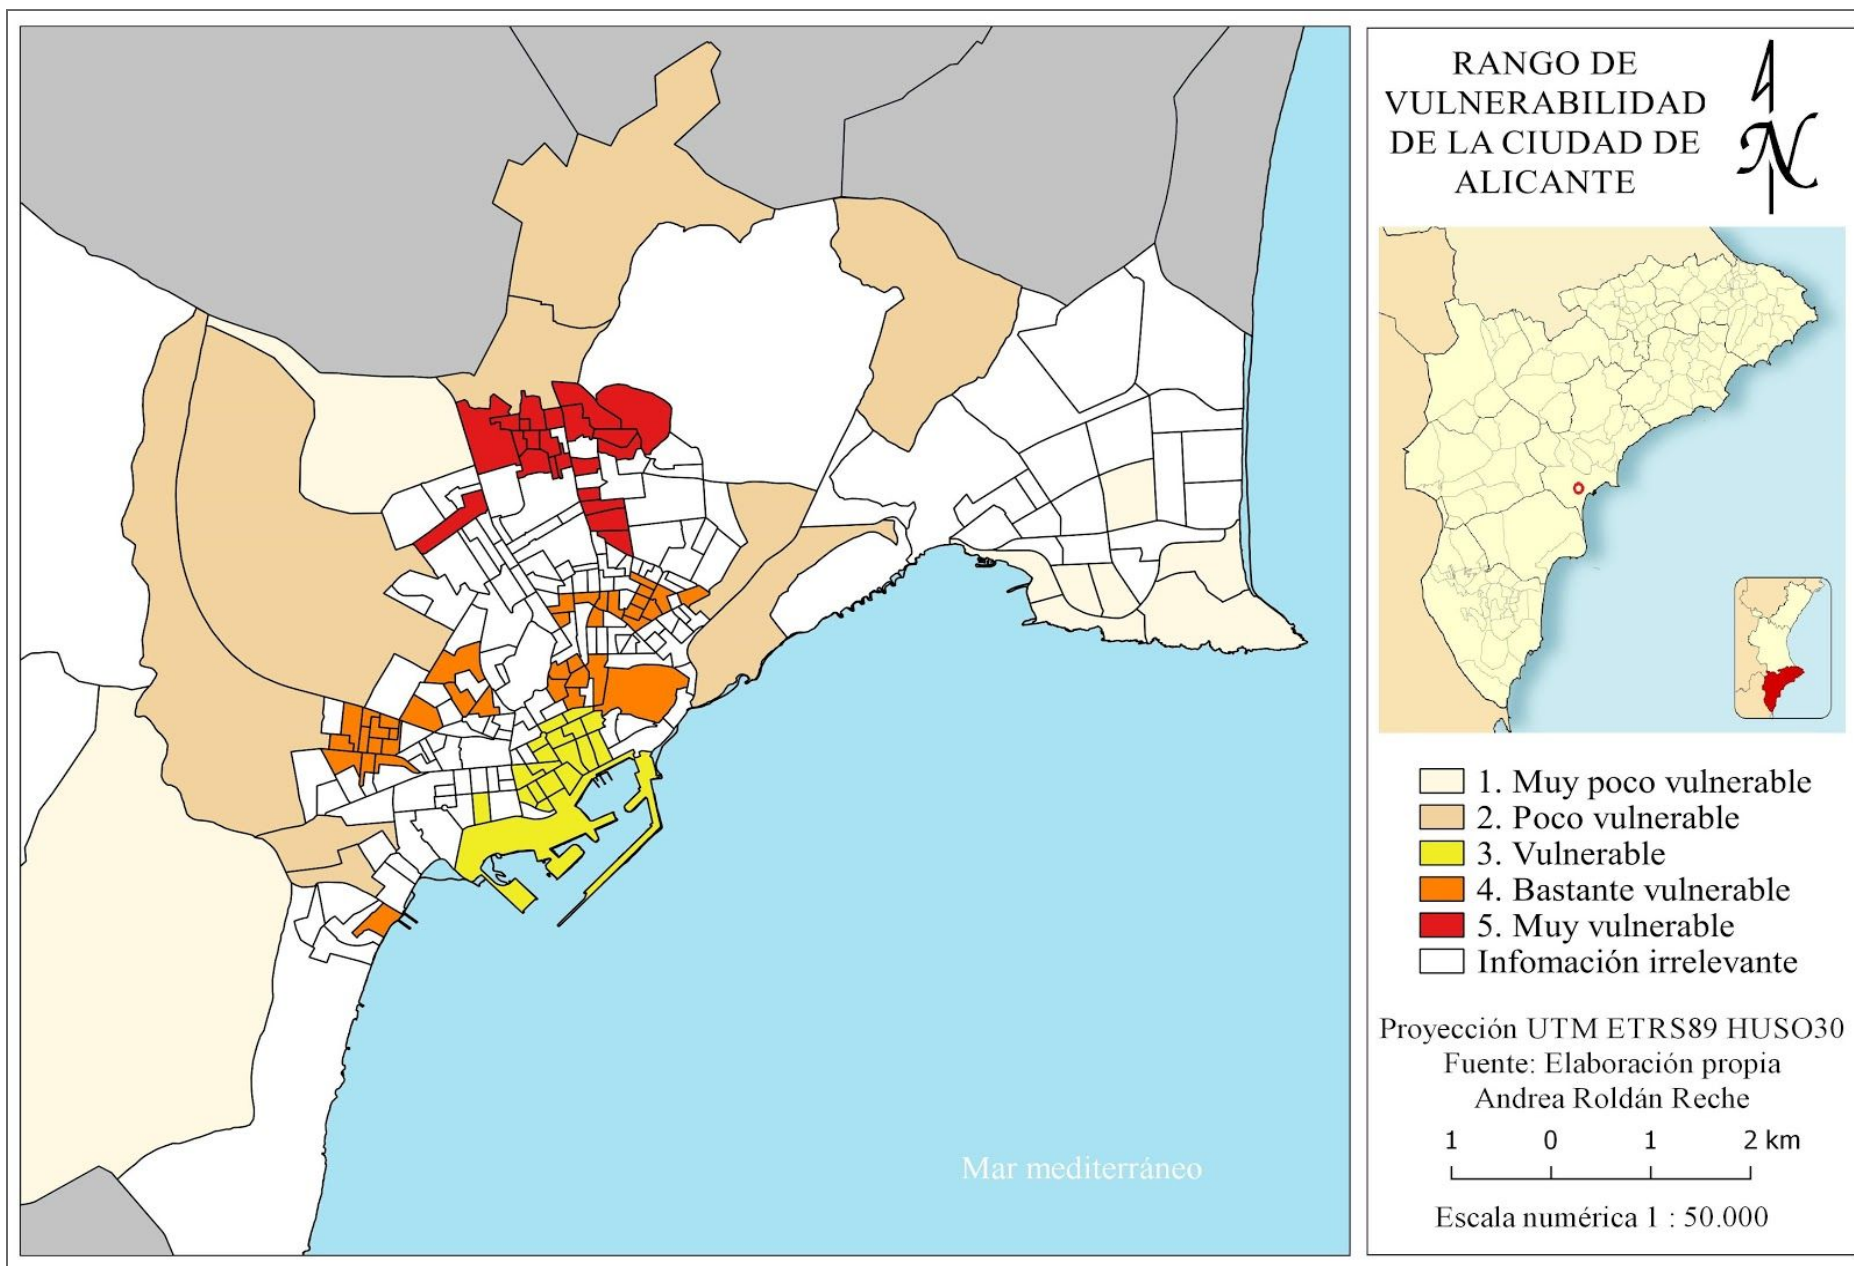 RANGO DE
VULNERABILIDAD
DE LA CIUDAD DE
ALICANTE
N
1. Muy poco vulnerable
2. Poco vulnerable
3. Vulnerable
4. Bastante vulnerable
5. Muy vulnerable
Infomación irrelevante
Proyección UTM ETRS89 HUSO30
Fuente: Elaboración propia
Andrea Roldán Reche
1 0 1 2 km
Escala numérica 1 : 50.000
Mar mediterráneo